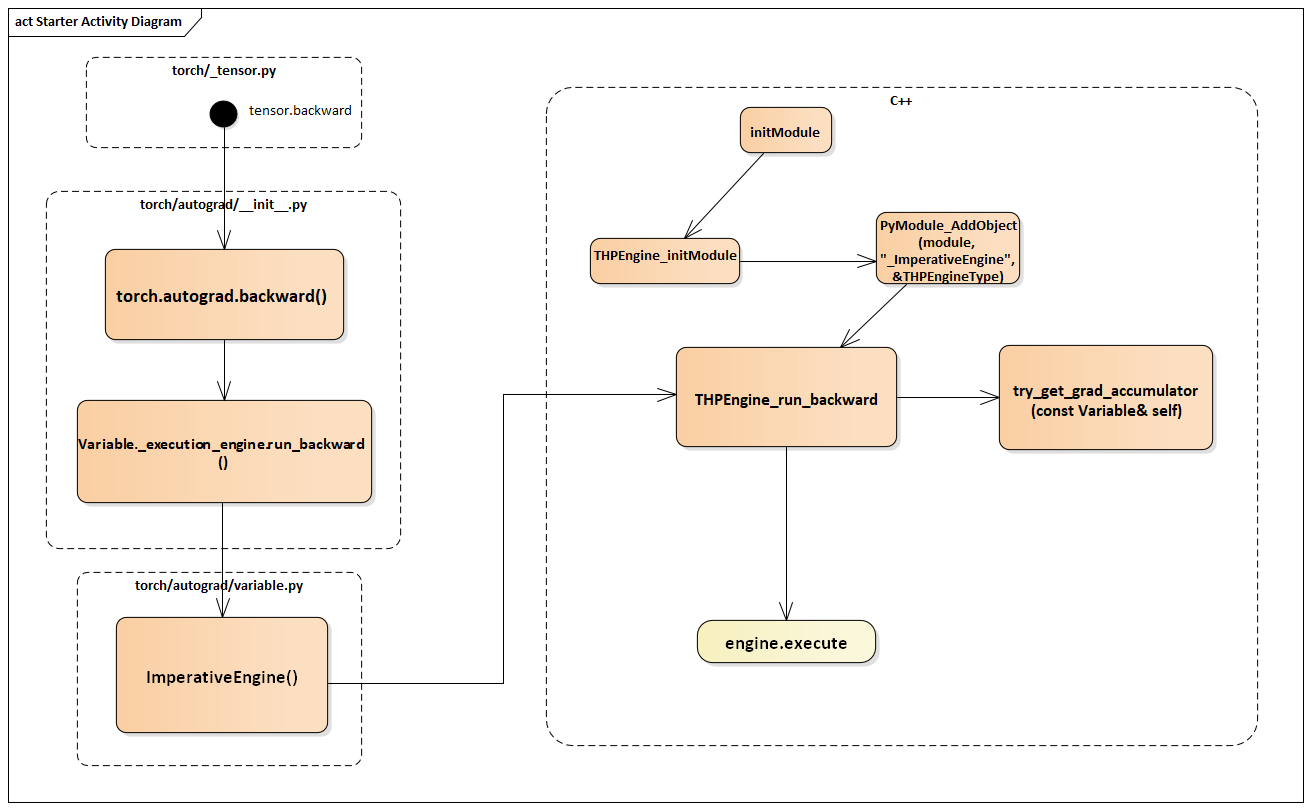 act Starter Activity Diagram
torch/_tensor.py
tensor.backward
torch/autograd/__init__.py
torch.autograd.backward()
Variable._execution_engine.run_backward
()
torch/autograd/variable.py
ImperativeEngine()
C++
initModule
THPEngine_initModule
PyModule_AddObject
(module,
"_ImperativeEngine",
&THPEngineType)
THPEngine_run_backward
try_get_grad_accumulator
(const Variable& self)
engine.execute